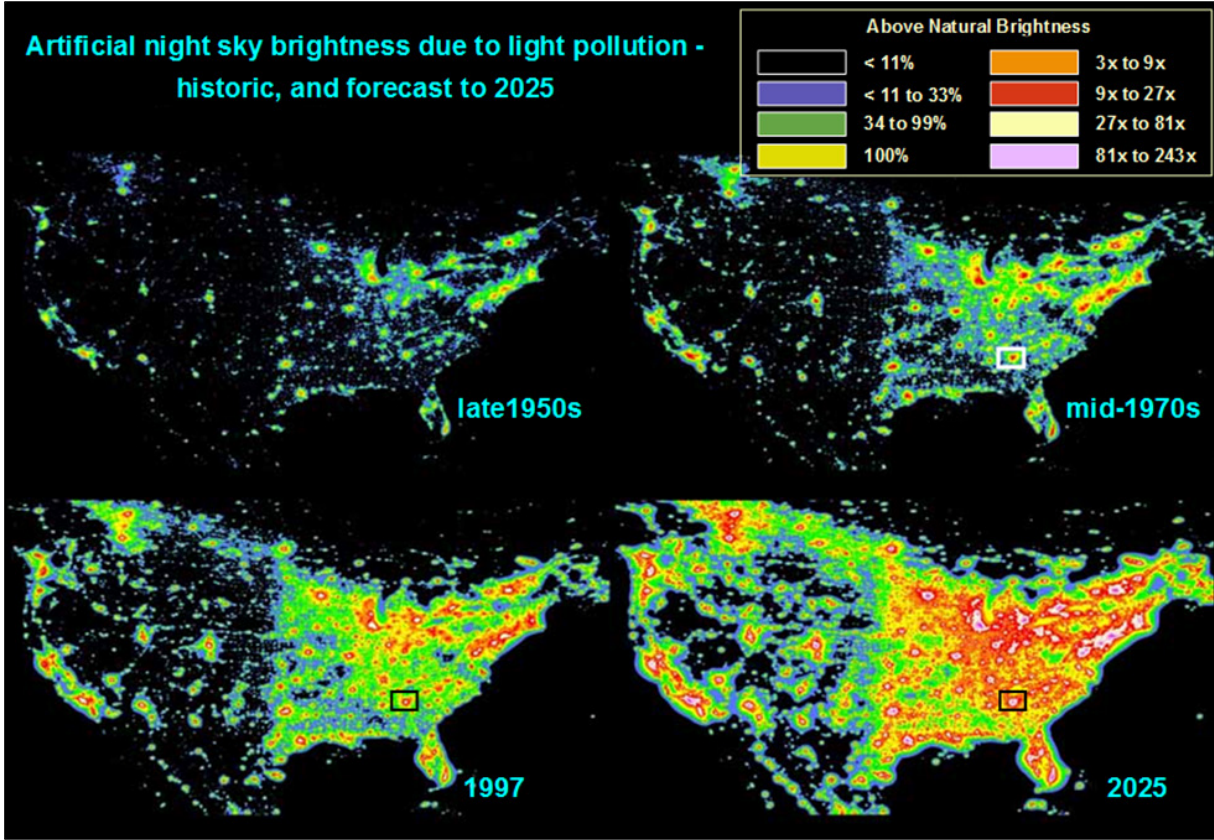 Artificial night sky brightness due to light pollution -
historic, and forecast to 2025
Above Natural Brightness
< 11%
< 11 to 33%
34 to 99%
100%
3x to 9x
9x to 27x
27x to 81x
81x to 243x
late1950s
mid-1970s
1997
2025